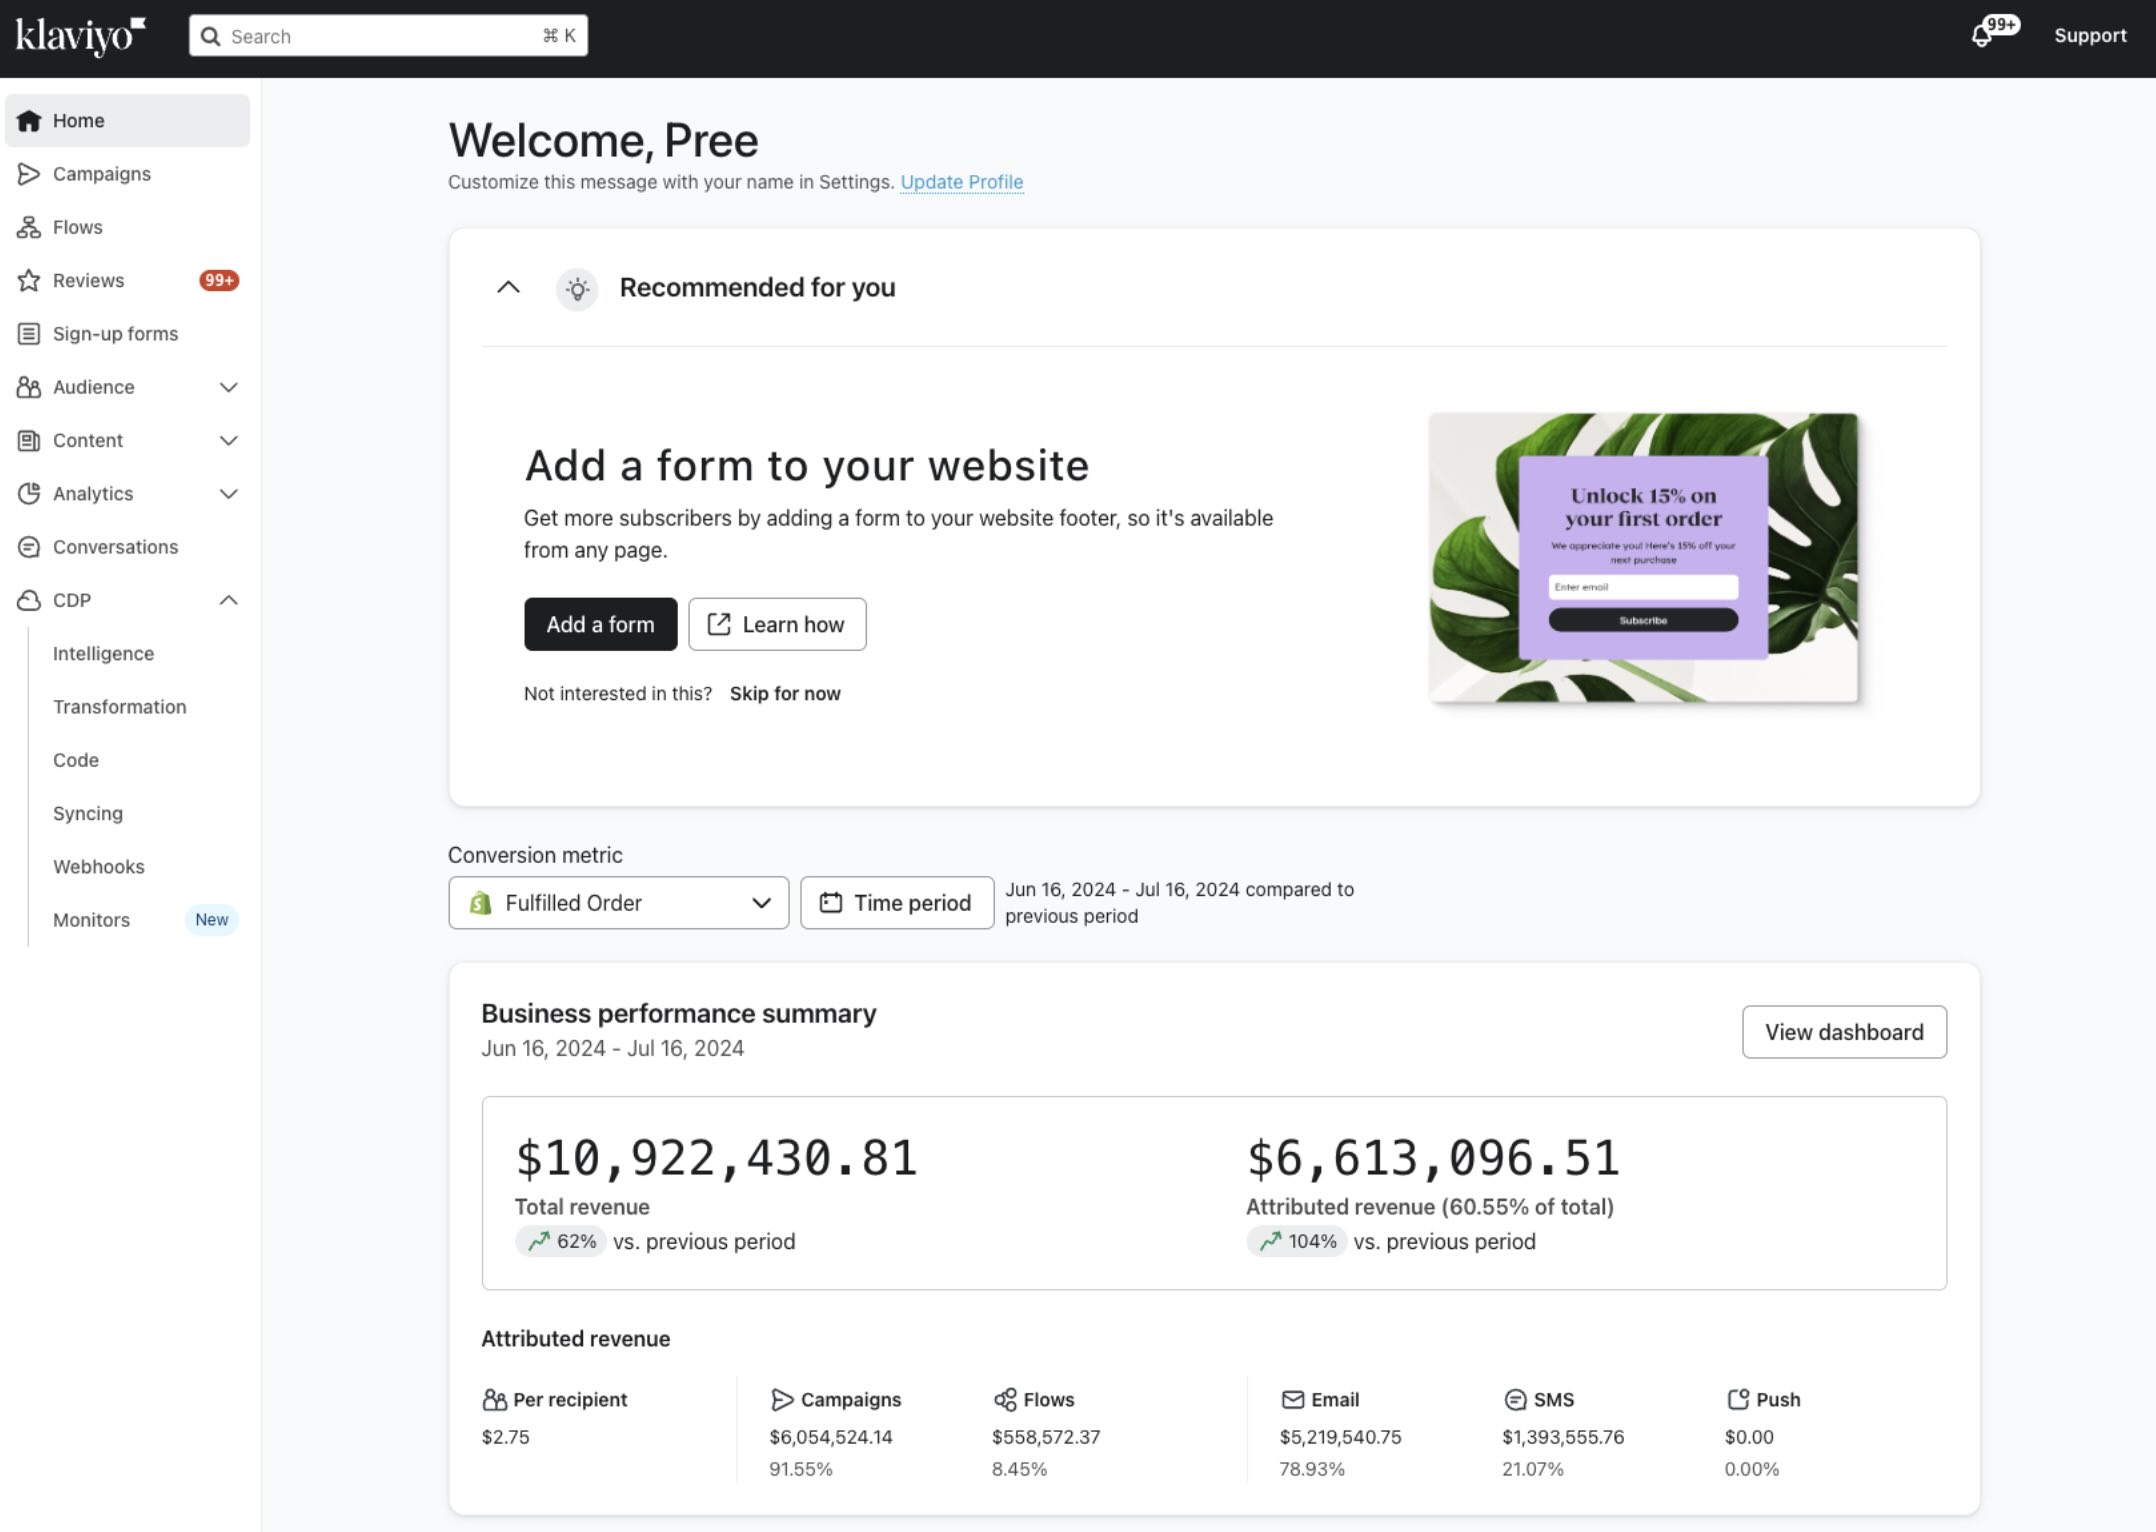 klaviyo
Search ⌘ K
99+
Support
Home
Campaigns
Flows
Reviews 99+
Sign-up forms
Audience
Content
Analytics
Conversations
CDP
Intelligence
Transformation
Code
Syncing
Webhooks
Monitors New
Welcome, Pree
Customize this message with your name in Settings. Update Profile
Recommended for you
Add a form to your website
Get more subscribers by adding a form to your website footer, so it's available
from any page.
Add a form
Learn how
Not interested in this? Skip for now
Unlock 15% on
your first order
We appreciate you! Here's 15% off your
next purchase
Enter email
Subscribe
Conversion metric
Fulfilled Order
Time period
Jun 16, 2024 - Jul 16, 2024 compared to
previous period
Business performance summary
Jun 16, 2024 - Jul 16, 2024
View dashboard
$10,922,430.81
Total revenue
62% vs. previous period
$6,613,096.51
Attributed revenue (60.55% of total)
104% vs. previous period
Attributed revenue
Per recipient
$2.75
Campaigns
$6,054,524.14
91.55%
Flows
$558,572.37
8.45%
Email
$5,219,540.75
78.93%
SMS
$1,393,555.76
21.07%
Push
$0.00
0.00%